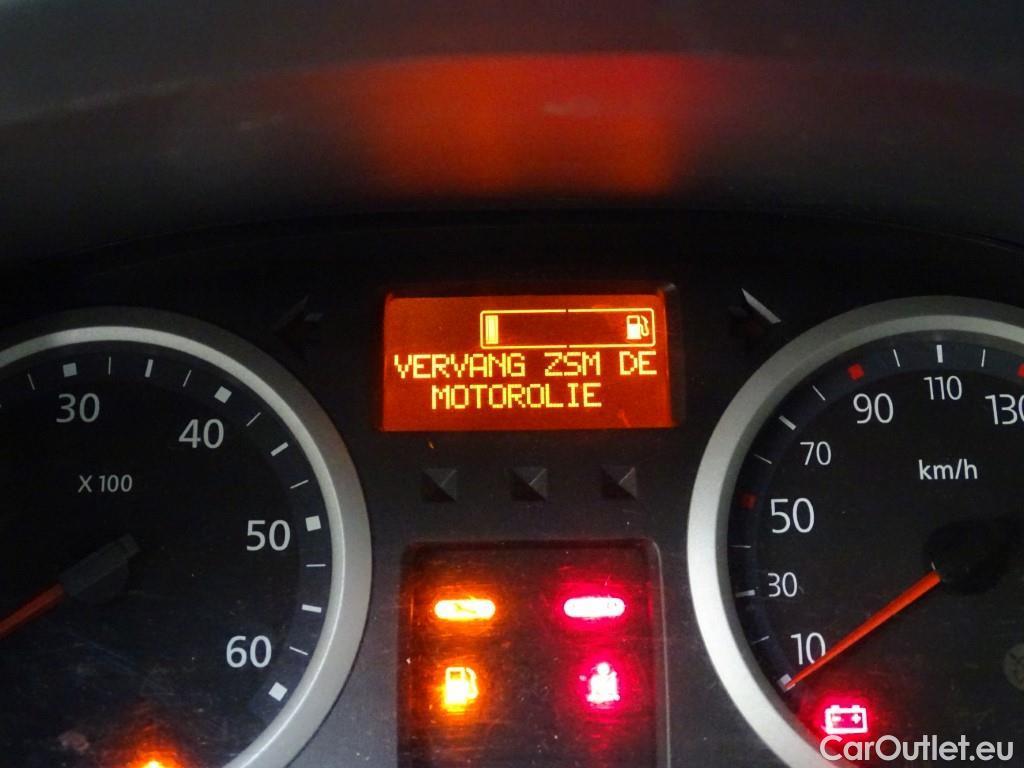 VERVANG ZSM DE
MOTOROLIE
30
40
X 100
50
60
10
30
50
70
90
110
130
km/h
CarOutlet.eu